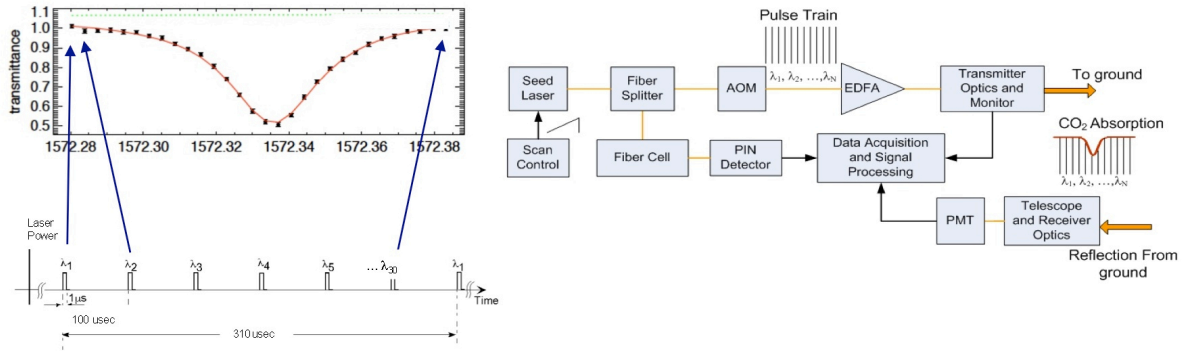 1.1
1.0
0.9
0.8
0.7
0.6
0.5
transmittance
1572.28
1572.30
1572.32
1572.34
1572.36
1572.38
Laser
Power
λ1
λ2
λ3
λ4
λ5
... λ30
λ1
Time
1µs
100 usec
310 usec
Pulse Train
λ1, λ2, ...,λN
Seed
Laser
Fiber
Splitter
AOM
EDFA
Transmitter
Optics and
Monitor
To ground
CO2 Absorption
λ1, λ2, ...,λN
Scan
Control
Fiber Cell
PIN
Detector
Data Acquisition
and Signal
Processing
PMT
Telescope
and Receiver
Optics
Reflection From
ground